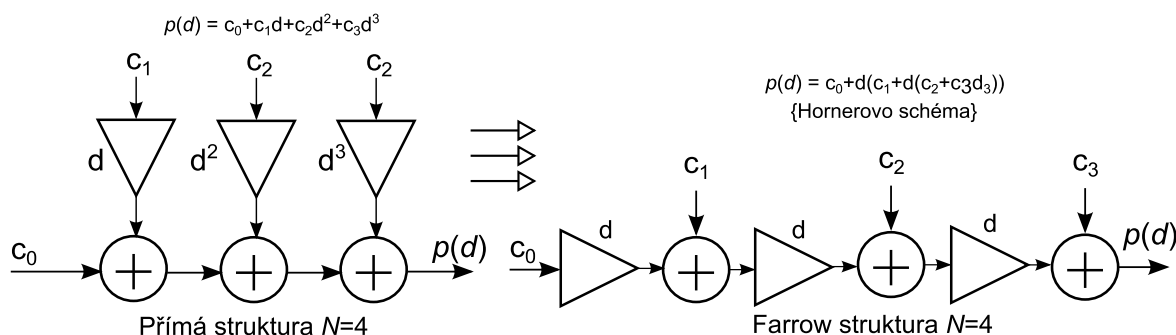 p(d) = c₀+c₁d+c₂d²+c₃d³
c₁ c₂ c₂
d d² d³
c₀ p(d)
Přímá struktura N=4
p(d) = c₀+d(c₁+d(c₂+c3d₃))
{Hornerovo schéma}
c₁ c₂ c₃
d d d
c₀ p(d)
Farrow struktura N=4